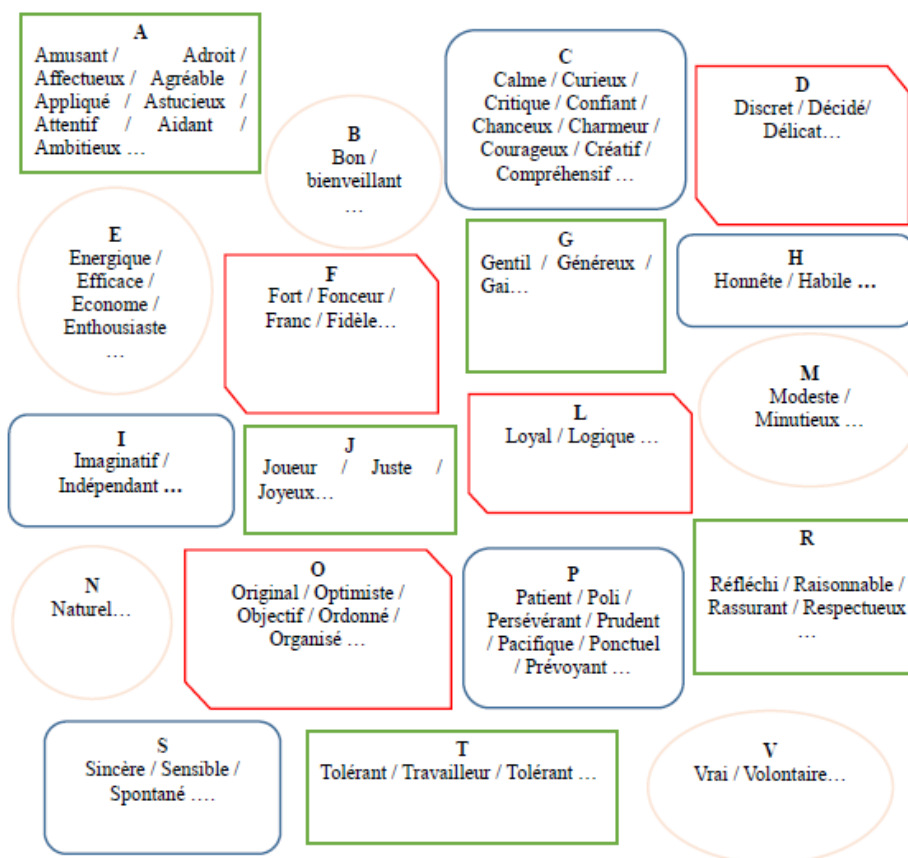 A
Amusant / Adroit /
Affectueux / Agréable /
Appliqué / Astucieux /
Attentif / Aidant /
Ambitieux …
B
Bon /
bienveillant
…
C
Calme / Curieux /
Critique / Confiant /
Chanceux / Charmeur /
Courageux / Créatif /
Compréhensif …
D
Discret / Décidé/
Délicat…
E
Energique /
Efficace /
Econome /
Enthousiaste
…
F
Fort / Fonceur /
Franc / Fidèle…
G
Gentil / Généreux /
Gai…
H
Honnête / Habile …
I
Imaginatif /
Indépendant …
J
Joueur / Juste /
Joyeux…
L
Loyal / Logique …
M
Modeste /
Minutieux …
N
Naturel…
O
Original / Optimiste /
Objectif / Ordonné /
Organisé …
P
Patient / Poli /
Persévérant / Prudent
/ Pacifique / Ponctuel
/ Prévoyant …
R
Réfléchi / Raisonnable /
Rassurant / Respectueux
…
S
Sincère / Sensible /
Spontané ….
T
Tolérant / Travailleur / Tolérant …
V
Vrai / Volontaire…